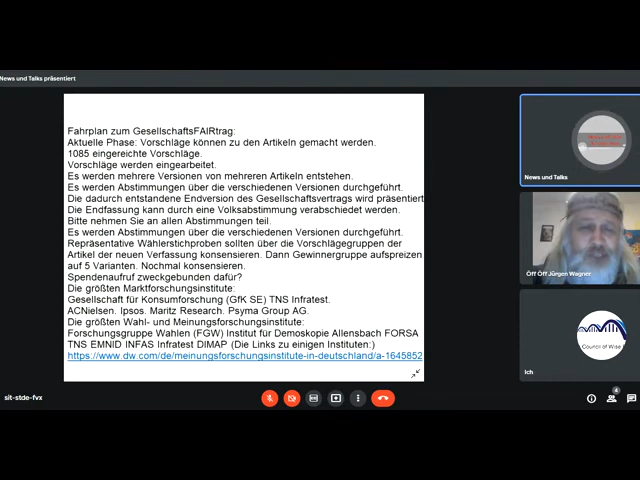 News und Talks präsentiert
Fahrplan zum GesellschaftsFAIRtrag:
Aktuelle Phase: Vorschläge können zu den Artikeln gemacht werden.
1085 eingereichte Vorschläge.
Vorschläge werden eingearbeitet.
Es werden mehrere Versionen von mehreren Artikeln entstehen.
Es werden Abstimmungen über die verschiedenen Versionen durchgeführt.
Die dadurch entstandene Endversion des Gesellschaftsvertrags wird präsentiert
Die Endfassung kann durch eine Volksabstimmung verabschiedet werden.
Bitte nehmen Sie an allen Abstimmungen teil.
Es werden Abstimmungen über die verschiedenen Versionen durchgeführt.
Repräsentative Wählerstichproben sollten über die Vorschlägegruppen der
Artikel der neuen Verfassung konsensieren. Dann Gewinnergruppe aufspreizen
auf 5 Varianten. Nochmal konsensieren.
Spendenaufruf zweckgebunden dafür?
Die größten Marktforschungsinstitute:
Gesellschaft für Konsumforschung (GfK SE) TNS Infratest.
ACNielsen. Ipsos. Maritz Research. Psyma Group AG.
Die größten Wahl- und Meinungsforschungsinstitute:
Forschungsgruppe Wahlen (FGW) Institut für Demoskopie Allensbach FORSA
TNS EMNID INFAS Infratest DIMAP (Die Links zu einigen Instituten:)
https://www.dw.com/de/meinungsforschungsinstitute-in-deutschland/a-1645852
News und Talks
Öff Öff Jürgen Wagner
Council of Wise
Ich
sit-stde-fvx
4